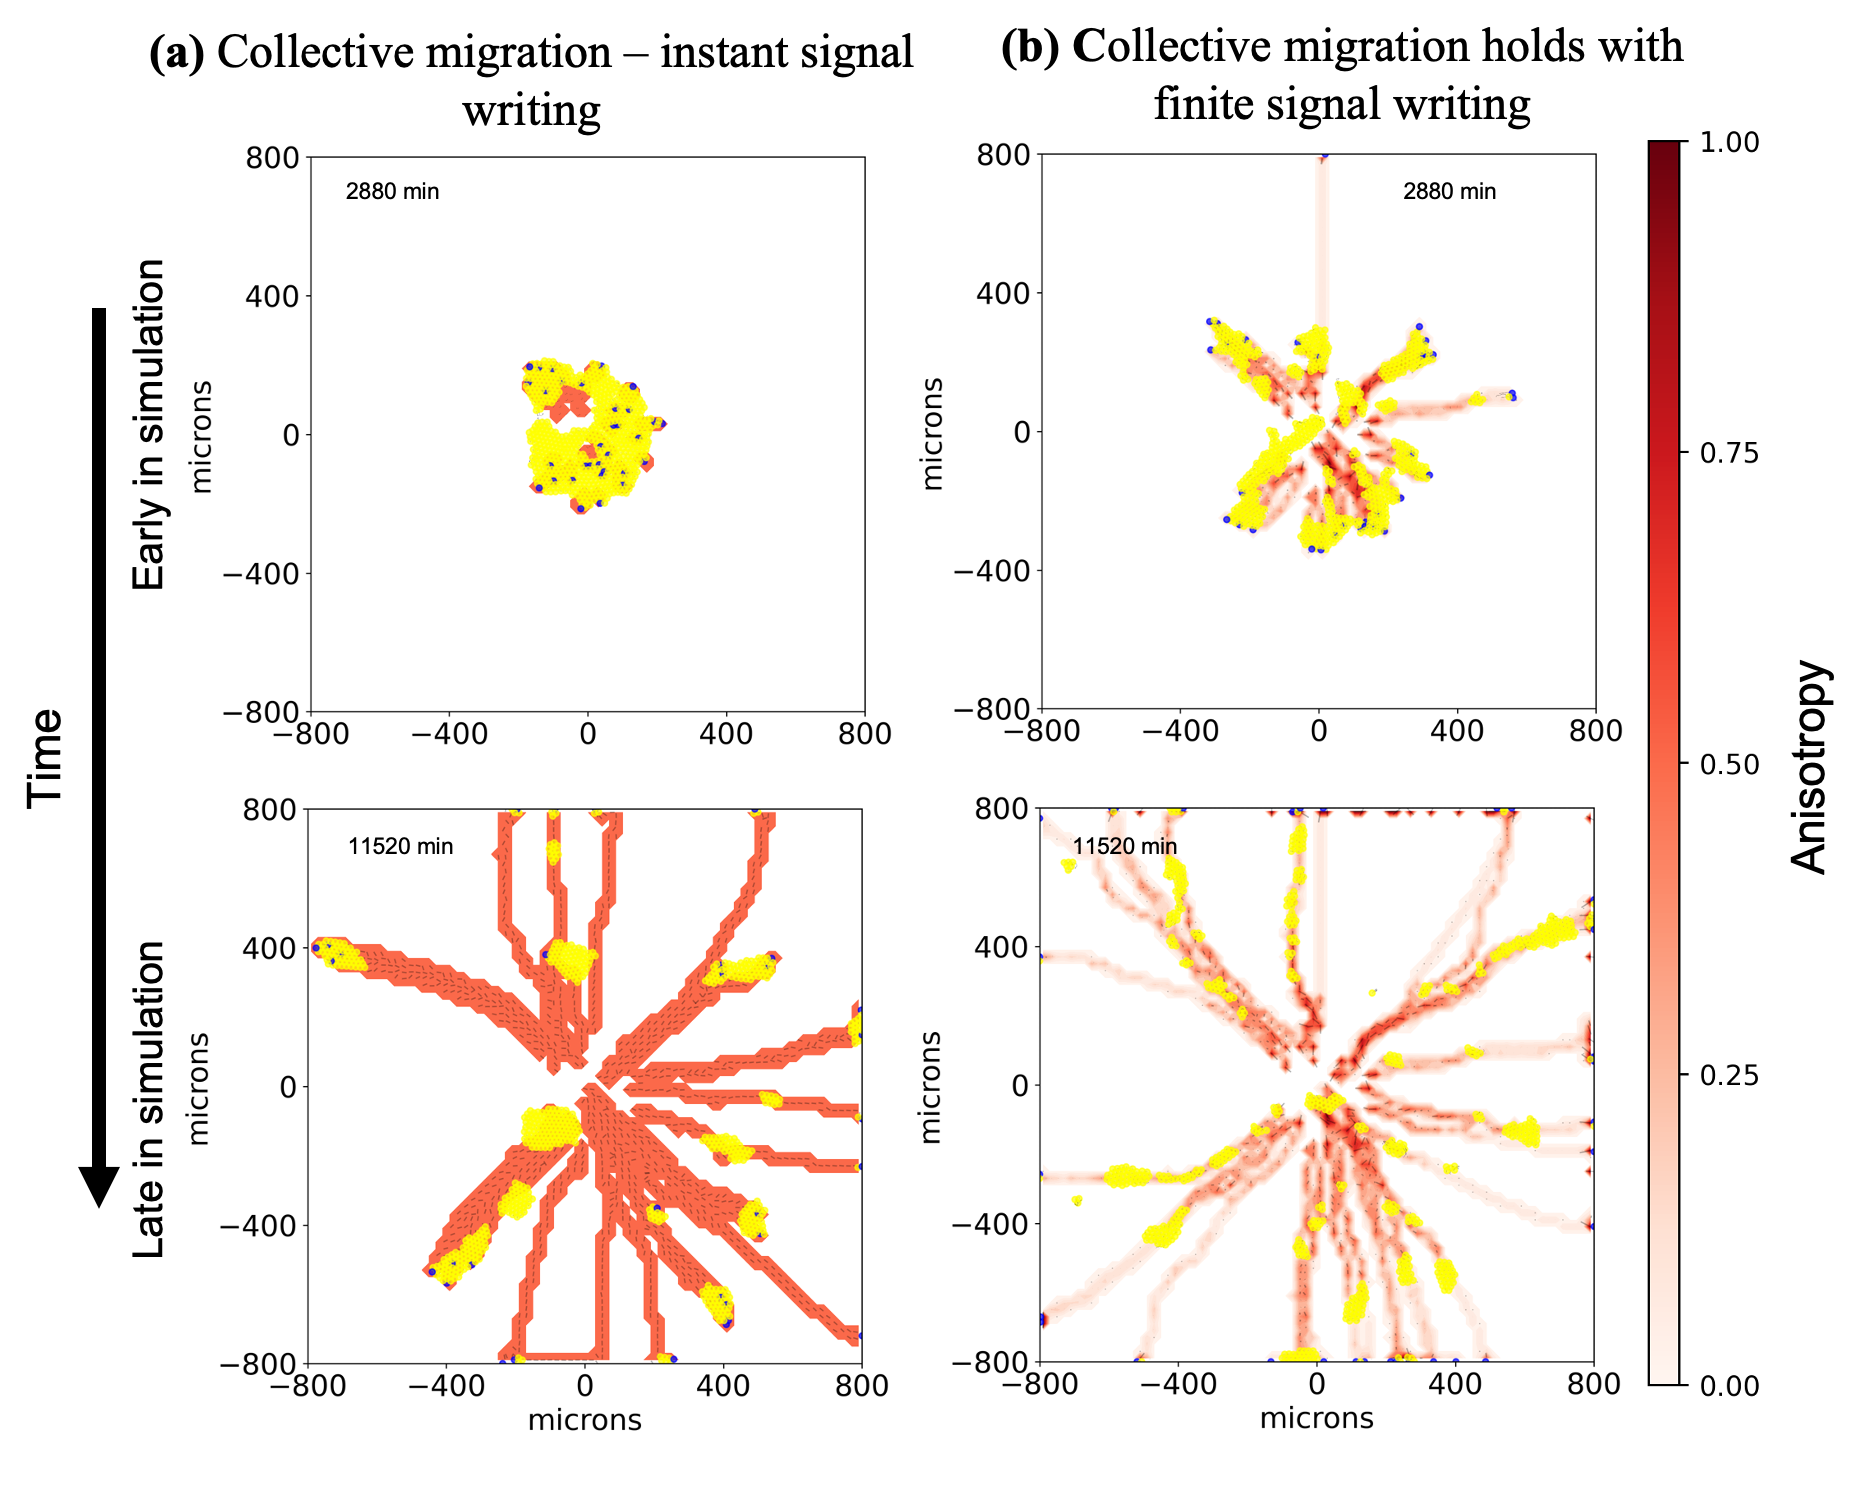 (a) Collective migration – instant signal
writing
(b) Collective migration holds with
finite signal writing
Time
Early in simulation
Late in simulation
2880 min
800
400
0
−400
−800
−800
−400
0
400
800
microns
2880 min
800
400
0
−400
−800
−800
−400
0
400
800
microns
11520 min
800
400
0
−400
−800
−800
−400
0
400
800
microns
microns
11520 min
800
400
0
−400
−800
−800
−400
0
400
800
microns
microns
1.00
0.75
0.50
0.25
0.00
Anisotropy